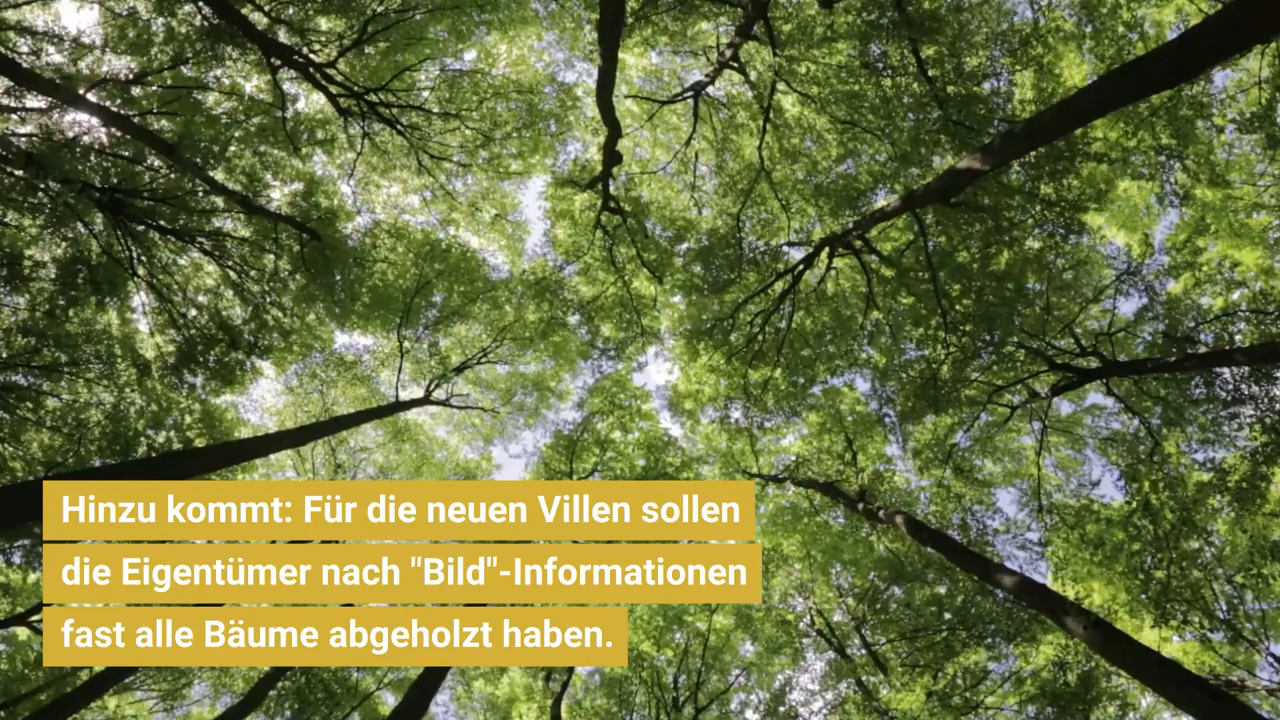 Hinzu kommt: Für die neuen Villen sollen
die Eigentümer nach "Bild"-Informationen
fast alle Bäume abgeholzt haben.